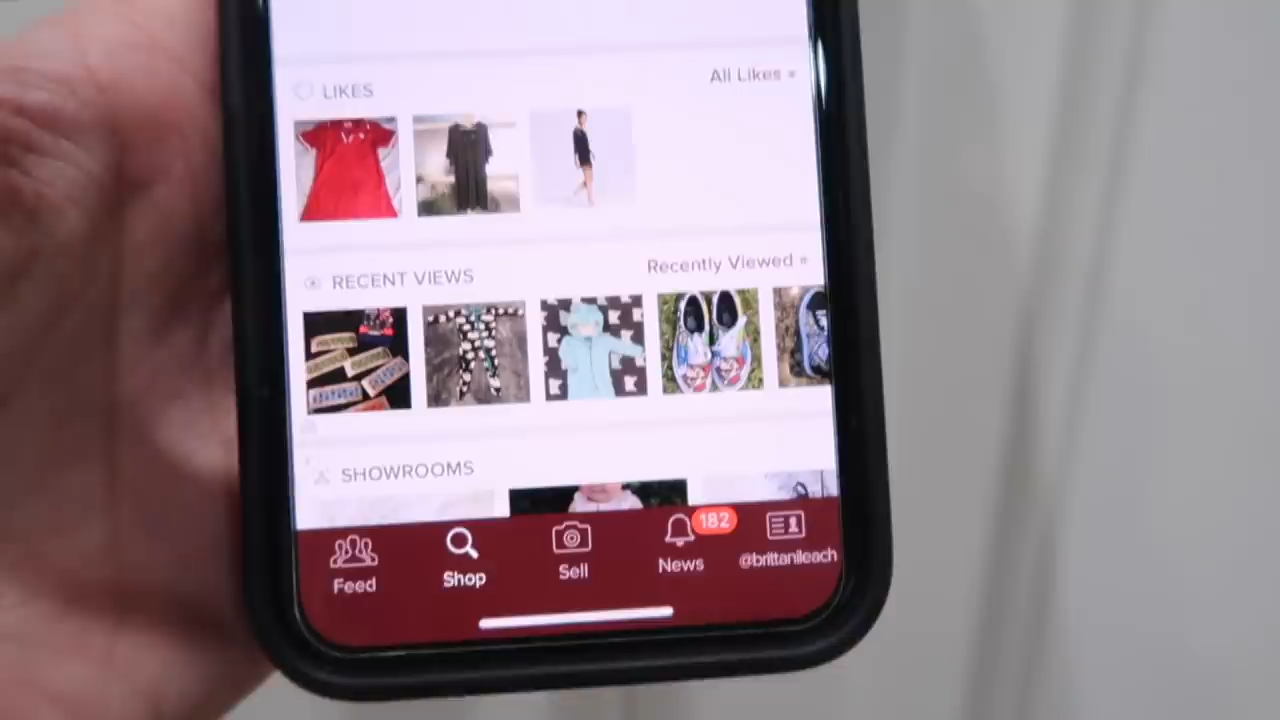 LIKES
All Likes »
RECENT VIEWS
Recently Viewed »
SHOWROOMS
182
Feed
Shop
Sell
News
@brittanileach